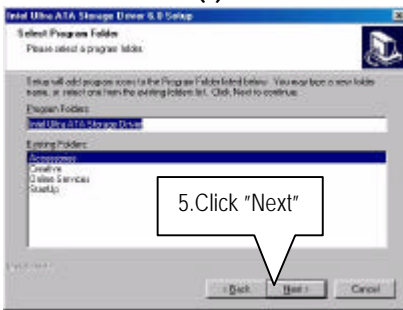 Intel Ultra ATA Storage Driver 6.0 Setup
Select Program Folder
Please select a program folder.
Setup will add program icons to the Program Folder listed below. You may type a new folder
name, or select one from the existing folders list. Click Next to continue.
Program Folders:
Intel Ultra ATA Storage Driver
Existing Folders:
Accessories
Creative
Online Services
StartUp
5.Click "Next"
< Back
Next >
Cancel